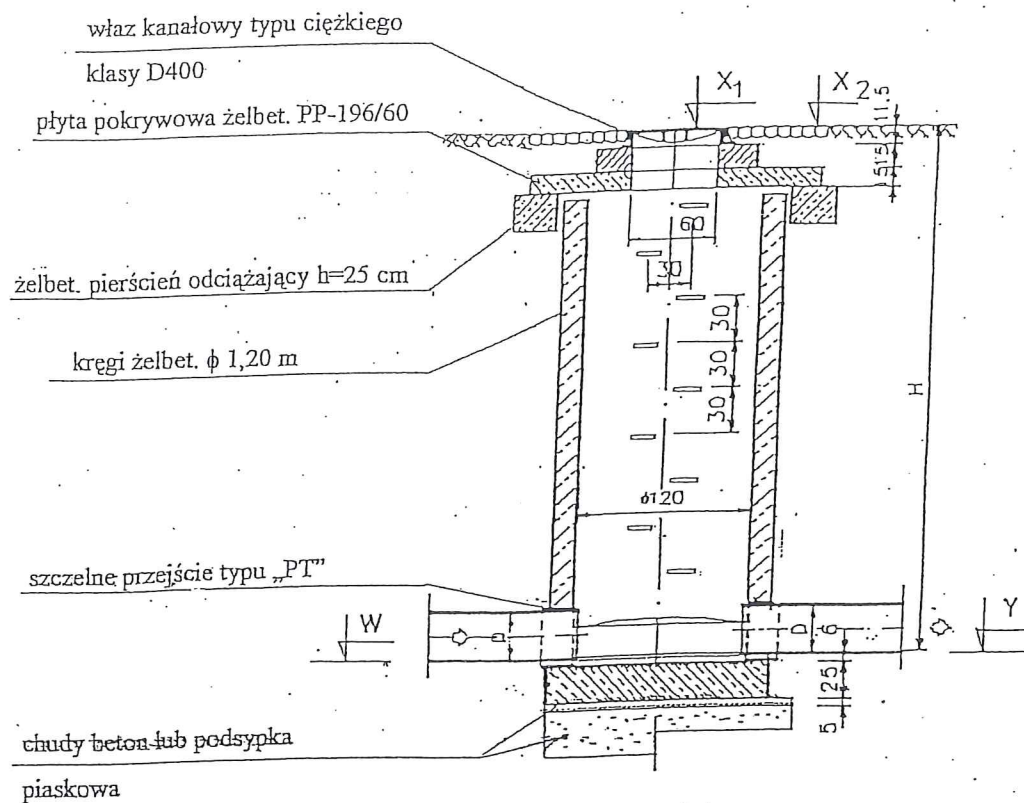 właz kanałowy typu ciężkiego
klasy D400
płyta pokrywowa żelbet. PP-196/60
żelbet. pierścień odciążający h=25 cm
kręgi żelbet. ϕ 1,20 m
szczelne przejście typu „PT”
chudy beton lub podsypka
piaskowa
X1
X2
11.5
60
30
30
30
30
H
ϕ120
W
D
D
6
Y
25
5